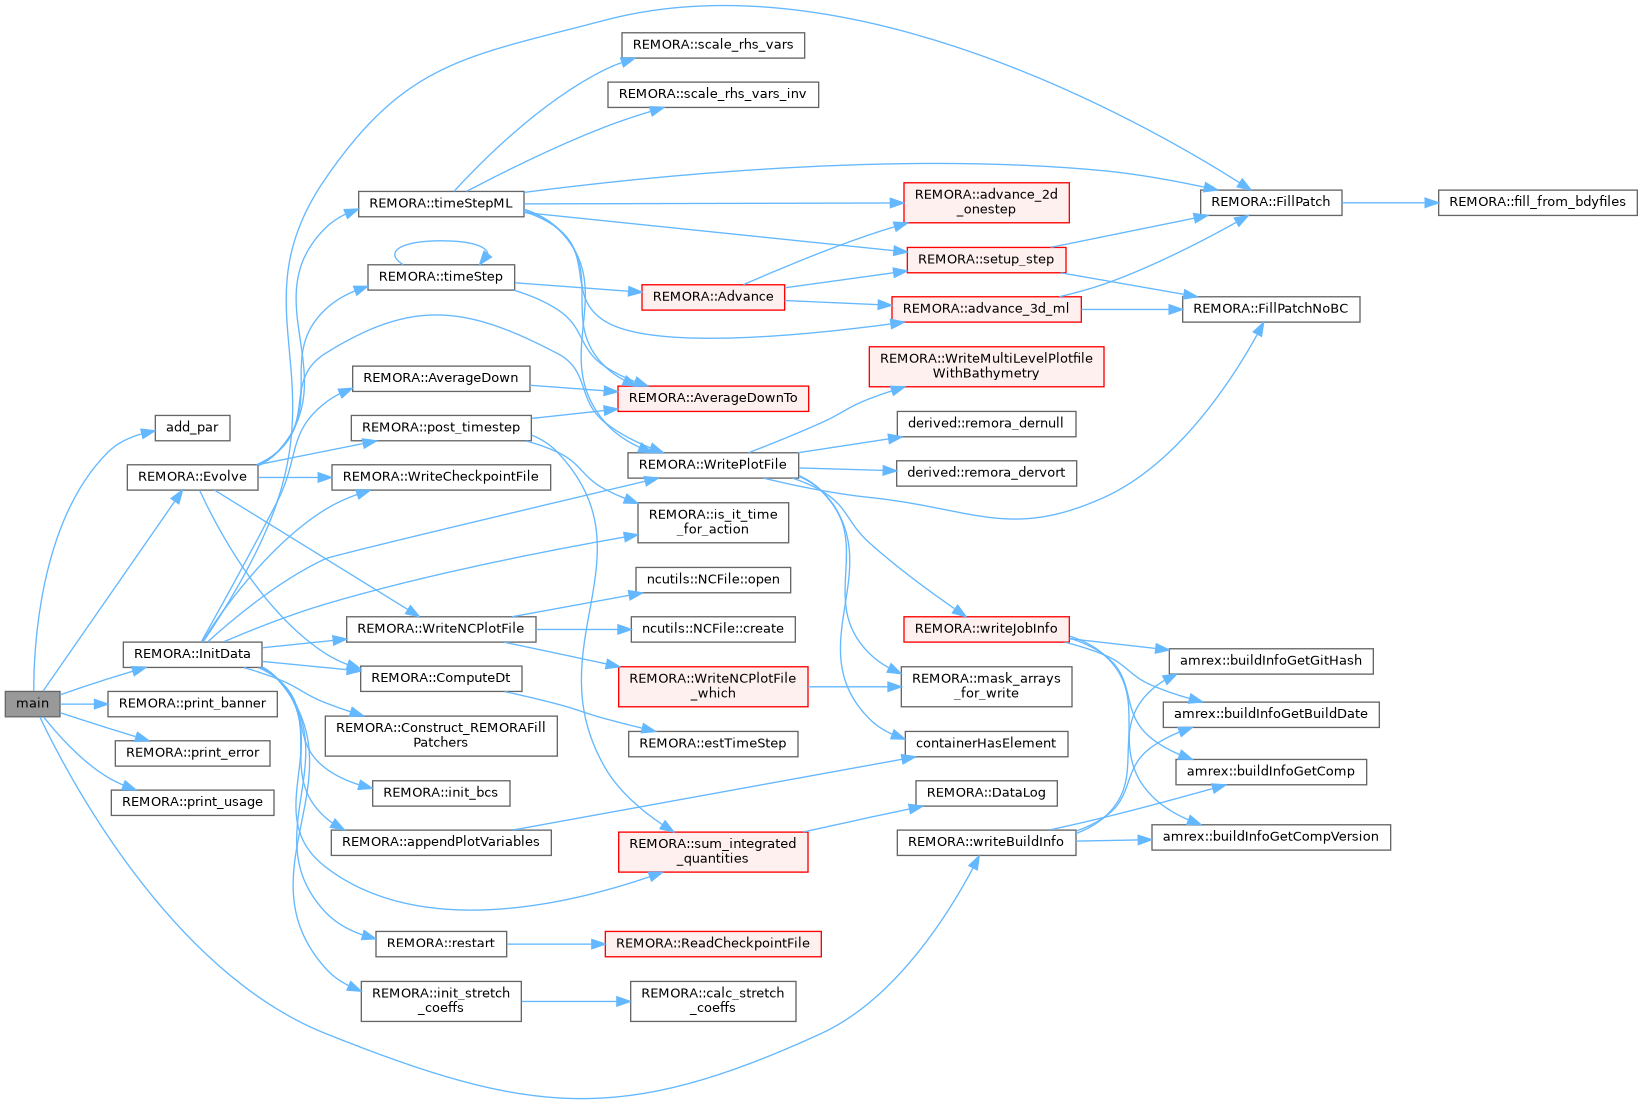 main
add_par
REMORA::Evolve
REMORA::InitData
REMORA::print_banner
REMORA::print_error
REMORA::print_usage
REMORA::timeStepML
REMORA::timeStep
REMORA::AverageDown
REMORA::post_timestep
REMORA::WriteCheckpointFile
REMORA::WriteNCPlotFile
REMORA::ComputeDt
REMORA::Construct_REMORAFill
Patchers
REMORA::init_bcs
REMORA::appendPlotVariables
REMORA::restart
REMORA::init_stretch
_coeffs
REMORA::scale_rhs_vars
REMORA::scale_rhs_vars_inv
REMORA::Advance
REMORA::AverageDownTo
REMORA::WritePlotFile
REMORA::is_it_time
_for_action
ncutils::NCFile::open
ncutils::NCFile::create
REMORA::WriteNCPlotFile
_which
REMORA::estTimeStep
REMORA::sum_integrated
_quantities
REMORA::ReadCheckpointFile
REMORA::calc_stretch
_coeffs
REMORA::advance_2d
_onestep
REMORA::setup_step
REMORA::advance_3d_ml
REMORA::WriteMultiLevelPlotfile
WithBathymetry
derived::remora_dernull
derived::remora_dervort
REMORA::writeJobInfo
REMORA::mask_arrays
_for_write
containerHasElement
REMORA::DataLog
REMORA::writeBuildInfo
REMORA::FillPatch
REMORA::FillPatchNoBC
amrex::buildInfoGetGitHash
amrex::buildInfoGetBuildDate
amrex::buildInfoGetComp
amrex::buildInfoGetCompVersion
REMORA::fill_from_bdyfiles